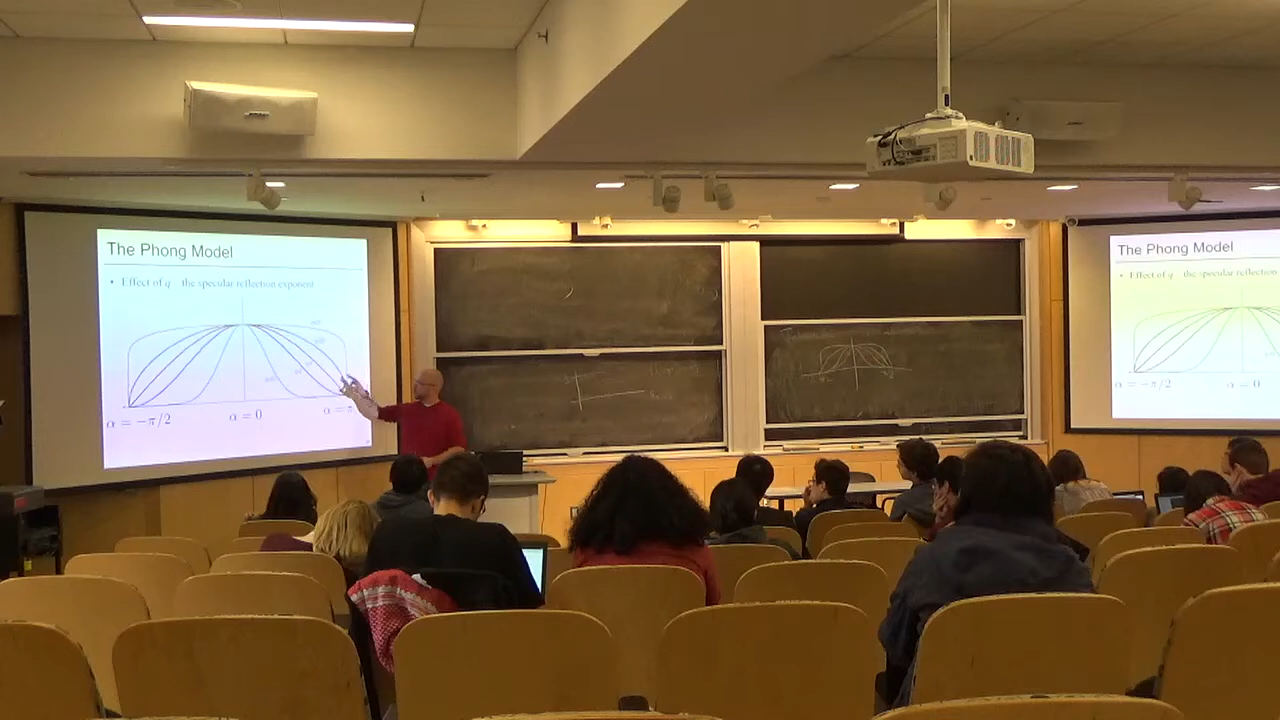 The Phong Model
• Effect of q the specular reflection exponent
α = −π/2
α = 0
α = π
The Phong Model
• Effect of q the specular reflection
α = −π/2
α = 0